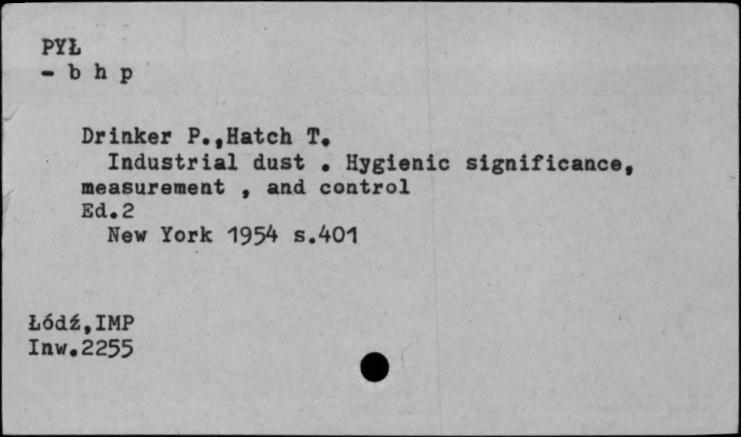 PYŁ
- b h p
Drinker P.,Hatch T.
Industrial dust . Hygienic significance,
measurement , and control
Ed.2
New York 1954 s.401
Łódź,IMP
Inw.2255